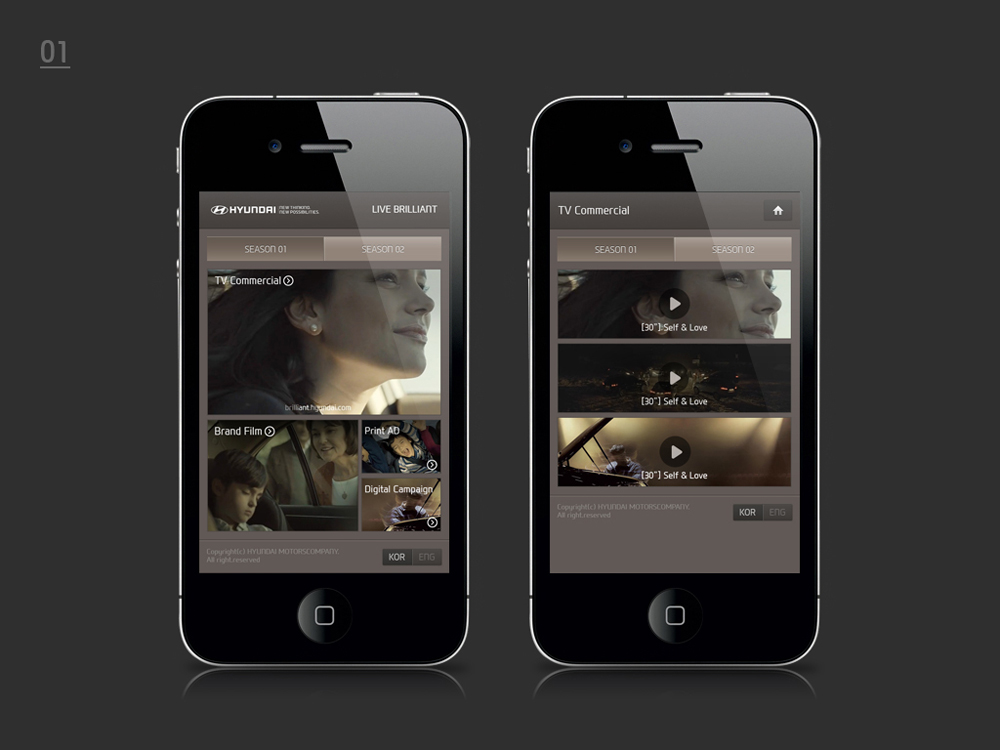 01
HYUNDAI NEW THINKING. NEW POSSIBILITIES.
LIVE BRILLIANT
SEASON 01
SEASON 02
TV Commercial
brilliant.hyundai.com
Brand Film
Print AD
Digital Campaign
Copyright(c) HYUNDAI MOTORSCOMPANY.
All right.reserved
KOR
ENG
TV Commercial
SEASON 01
SEASON 02
[30"] Self & Love
[30"] Self & Love
[30"] Self & Love
Copyright(c) HYUNDAI MOTORSCOMPANY.
All right.reserved
KOR
ENG